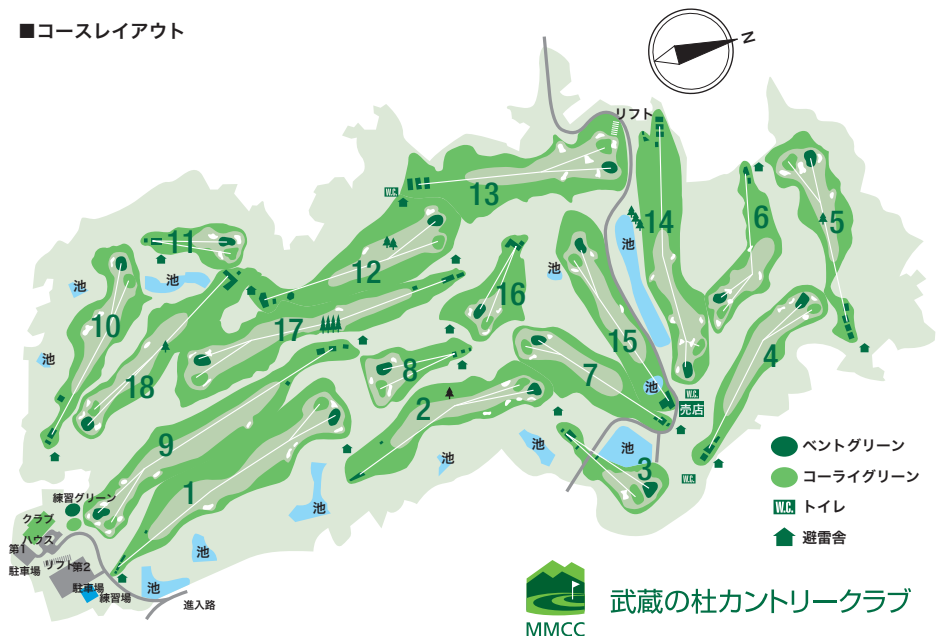 ■コースレイアウト
N
リフト
W.C.
13
14
6
5
11
12
池
池
池
池
池
10
16
17
15
18
8
7
4
池
2
池
W.C.
売店
9
1
池
池
池
3
W.C.
池
池
池
練習グリーン
クラブ
ハウス
第1
駐車場
リフト
第2
駐車場
練習場
進入路
ベントグリーン
コーライグリーン
W.C. トイレ
避雷舎
MMCC
武蔵の杜カントリークラブ